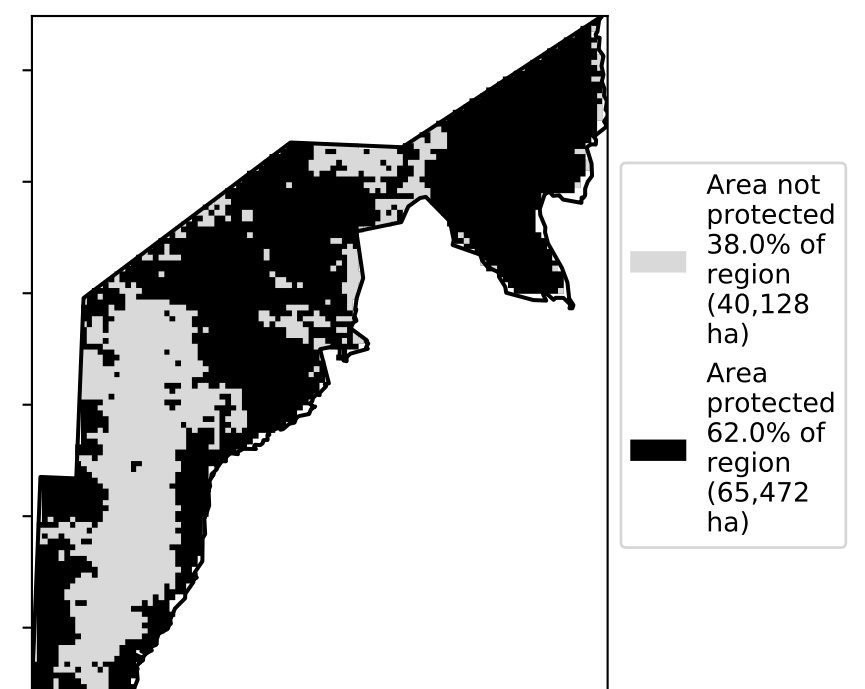 Area not
protected
38.0% of
region
(40,128
ha)
Area
protected
62.0% of
region
(65,472
ha)